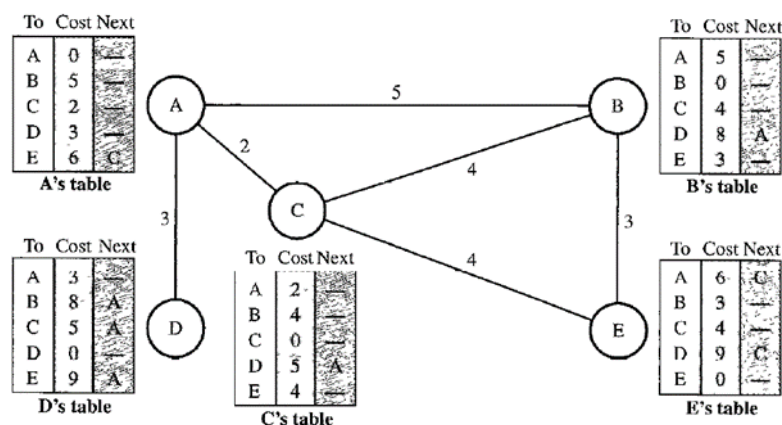 To Cost Next
A 0 —
B 5 —
C 2 —
D 3 —
E 6 C
A's table
To Cost Next
A 5 —
B 0 —
C 4 —
D 8 A
E 3 —
B's table
A
5
B
2
4
C
3
4
3
D
E
To Cost Next
A 3 —
B 8 A
C 5 A
D 0 —
E 9 A
D's table
To Cost Next
A 2 —
B 4 —
C 0 —
D 5 A
E 4 —
C's table
To Cost Next
A 6 C
B 3 —
C 4 —
D 9 C
E 0 —
E's table